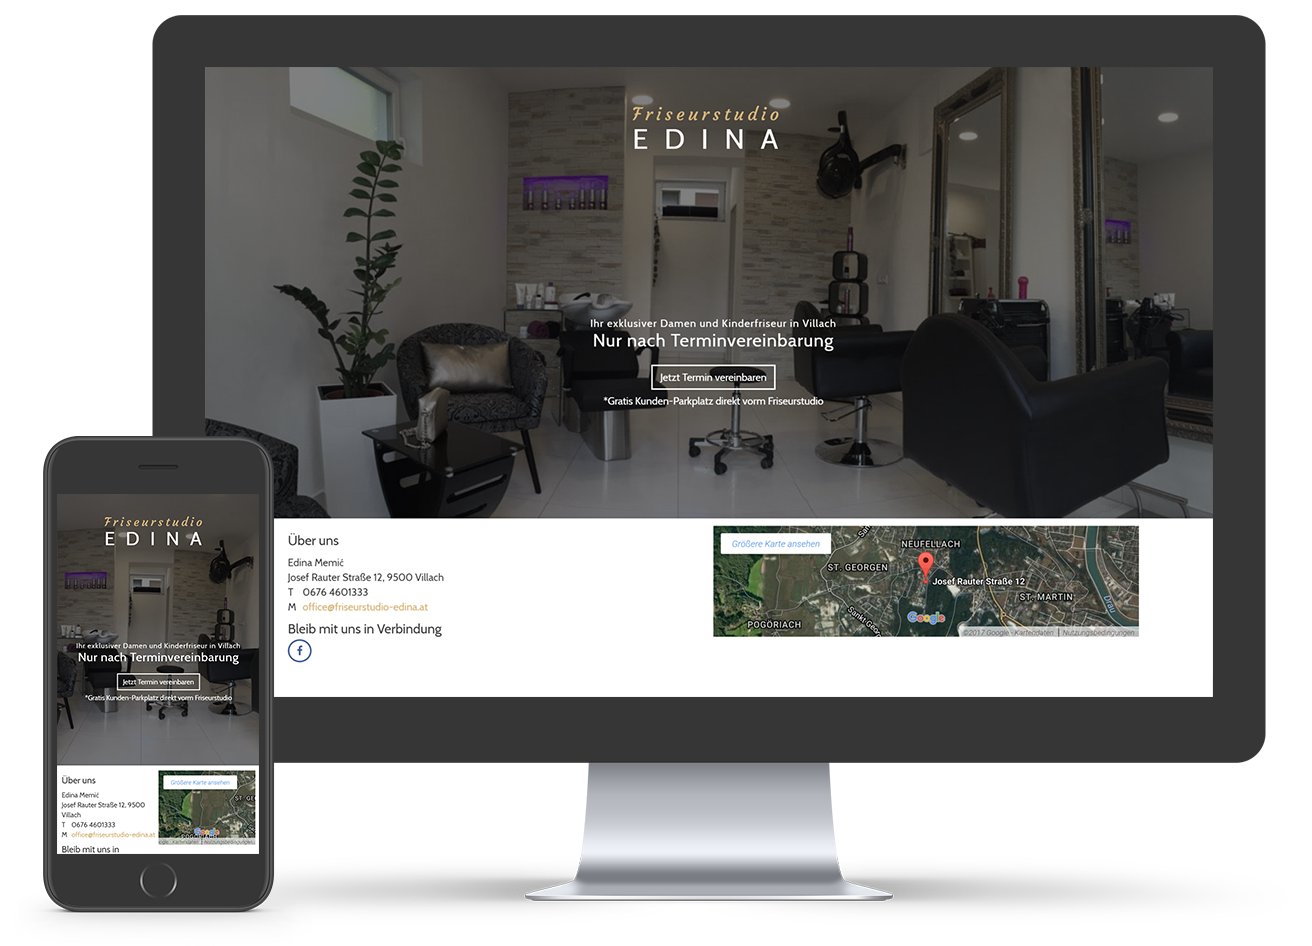 Friseurstudio
EDINA
Ihr exklusiver Damen und Kinderfriseur in Villach
Nur nach Terminvereinbarung
Jetzt Termin vereinbaren
*Gratis Kunden-Parkplatz direkt vorm Friseurstudio
Über uns
Edina Memić
Josef Rauter Straße 12, 9500 Villach
T 0676 4601333
M office@friseurstudio-edina.at
Bleib mit uns in Verbindung
f
Größere Karte ansehen
NEUFELLACH
ST. GEORGEN
Josef Rauter Straße 12
ST. MARTIN
Drau
Sankt Georg
POGÖRIACH
Google
©2017 Google - Kartendaten
Nutzungsbedingungen
Friseurstudio
EDINA
Ihr exklusiver Damen und Kinderfriseur in Villach
Nur nach Terminvereinbarung
Jetzt Termin vereinbaren
*Gratis Kunden-Parkplatz direkt vorm Friseurstudio
Über uns
Edina Memić
Josef Rauter Straße 12, 9500
Villach
T 0676 4601333
M office@friseurstudio-edina.at
Bleib mit uns in
Größere Karte ansehen
ST. GE
Google
POGÖRIACH
Kartendaten
Nutzungsbedingungen